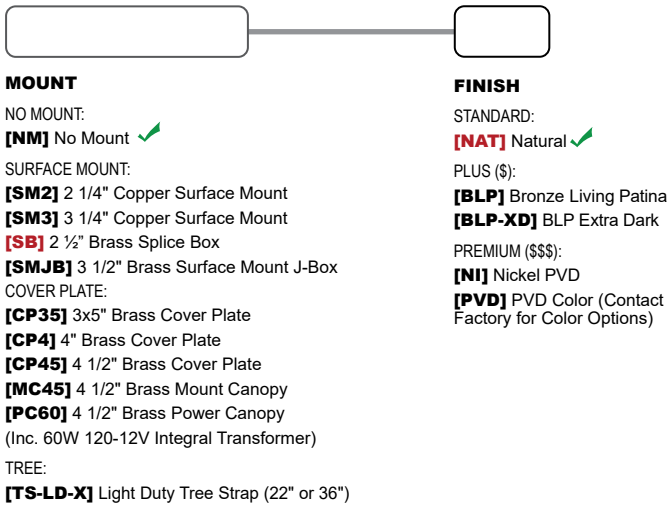 MOUNT
NO MOUNT:
[NM] No Mount
SURFACE MOUNT:
[SM2] 2 1/4" Copper Surface Mount
[SM3] 3 1/4" Copper Surface Mount
[SB] 2 ½” Brass Splice Box
[SMJB] 3 1/2" Brass Surface Mount J-Box
COVER PLATE:
[CP35] 3x5" Brass Cover Plate
[CP4] 4" Brass Cover Plate
[CP45] 4 1/2" Brass Cover Plate
[MC45] 4 1/2" Brass Mount Canopy
[PC60] 4 1/2" Brass Power Canopy
(Inc. 60W 120-12V Integral Transformer)
TREE:
[TS-LD-X] Light Duty Tree Strap (22" or 36")
FINISH
STANDARD:
[NAT] Natural
PLUS ($):
[BLP] Bronze Living Patina
[BLP-XD] BLP Extra Dark
PREMIUM ($$$):
[NI] Nickel PVD
[PVD] PVD Color (Contact
Factory for Color Options)